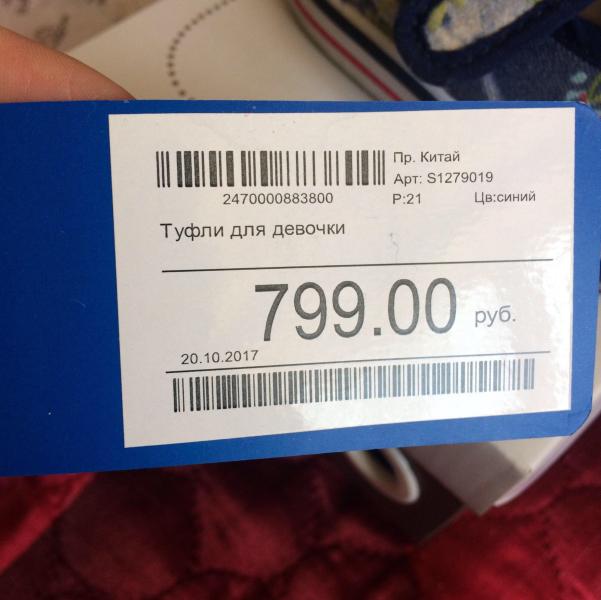 Пр. Китай
Арт: S1279019
2470000883800
Р:21 Цв:синий
Туфли для девочки
799.00 руб.
20.10.2017